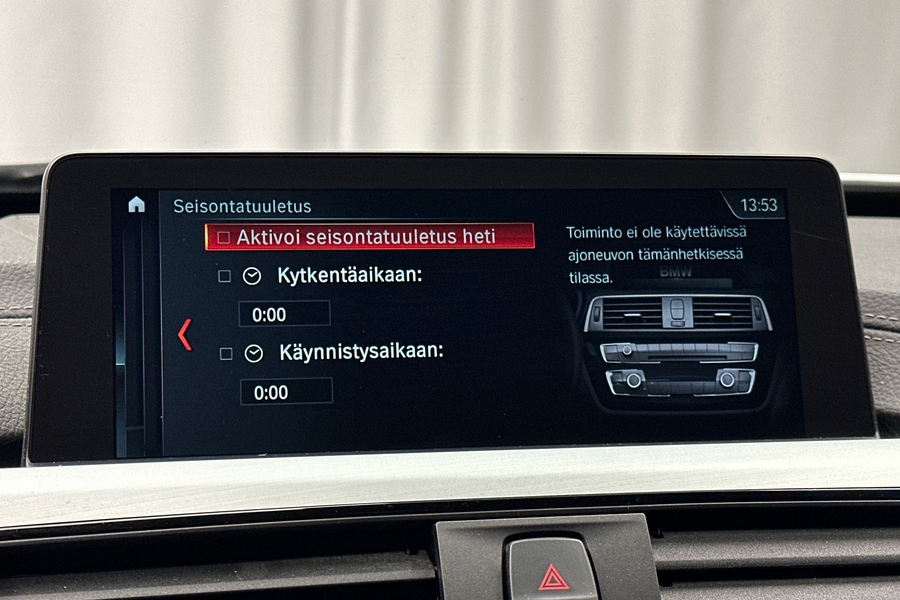 Seisontatuuletus
13:53
Aktivoi seisontatuuletus heti
Kytkentäaikaan:
0:00
Käynnistysaikaan:
0:00
Toiminto ei ole käytettävissä
ajoneuvon tämänhetkisessä
tilassa.
BMW